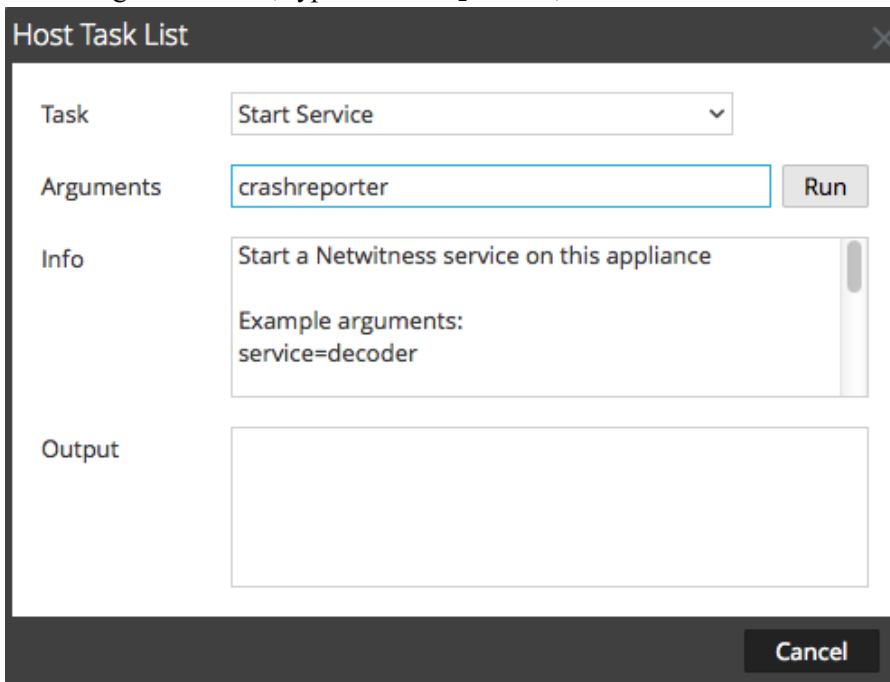 Host Task List
Task
Start Service
Arguments
crashreporter
Run
Info
Start a Netwitness service on this appliance
Example arguments:
service=decoder
Output
Cancel